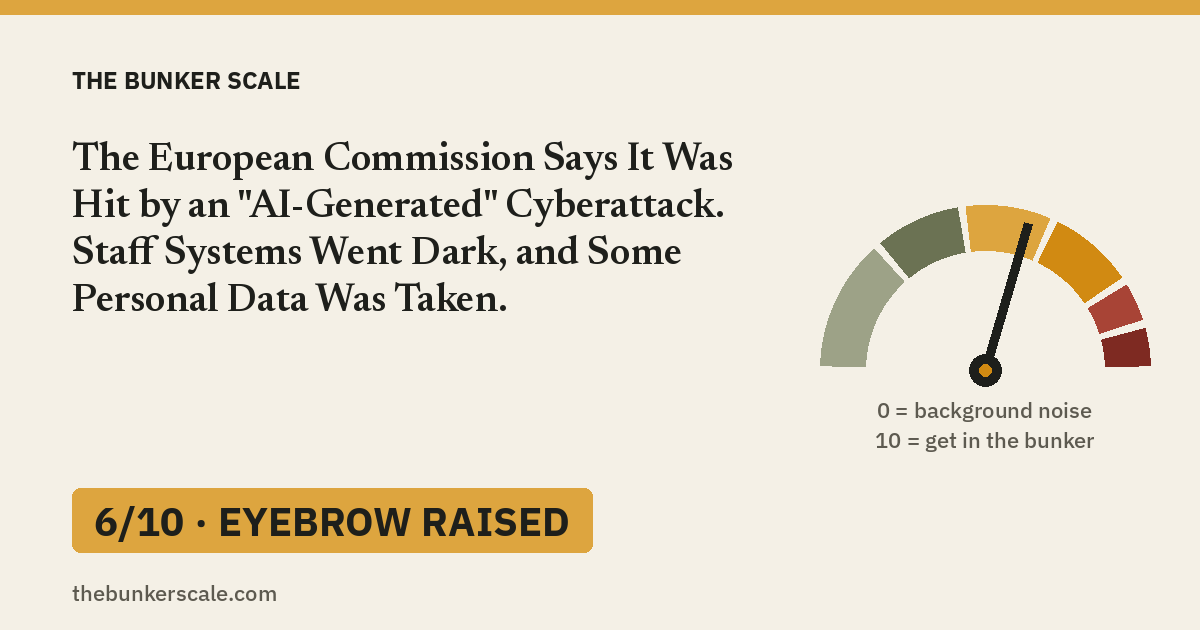 THE BUNKER SCALE
The European Commission Says It Was
Hit by an "AI-Generated" Cyberattack.
Staff Systems Went Dark, and Some
Personal Data Was Taken.
0 = background noise
10 = get in the bunker
6/10 · EYEBROW RAISED
thebunkerscale.com